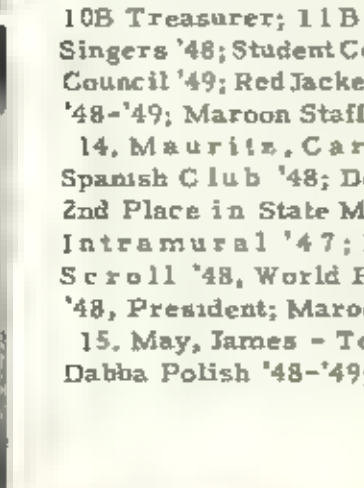 10B Treasurer; 11B
Singers '48; Student C
Council '49; Red Jacke
'48-'49; Maroon Staff
14. Mauritz, Car
Spanish Club '48; D
2nd Place in State M
Intramural '47;
Scroll '48, World
'48, President; Maro
15. May, James - T
Dabba Polish '48-'49